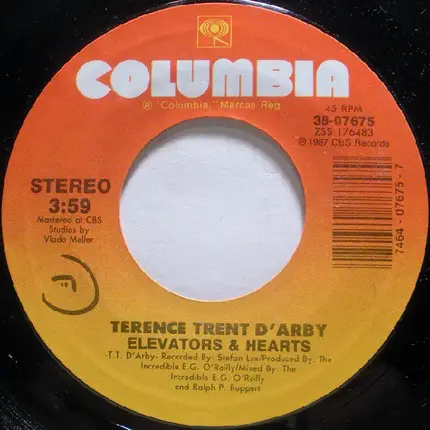 COLUMBIA
® "Columbia," Marcas Reg
45 RPM
38-07675
ZSS 176483
℗ 1987 CBS Records
STEREO
3:59
Mastered at CBS
Studios by
Vlado Meller
7464-07675-7
TERENCE TRENT D'ARBY
ELEVATORS & HEARTS
T.T. D'Arby- Recorded By: Stefan Lux/Produced By: The
Incredible E.G. O'Reilly/Mixed By: The
Incredible E.G. O'Reilly
and Ralph P. Ruppert